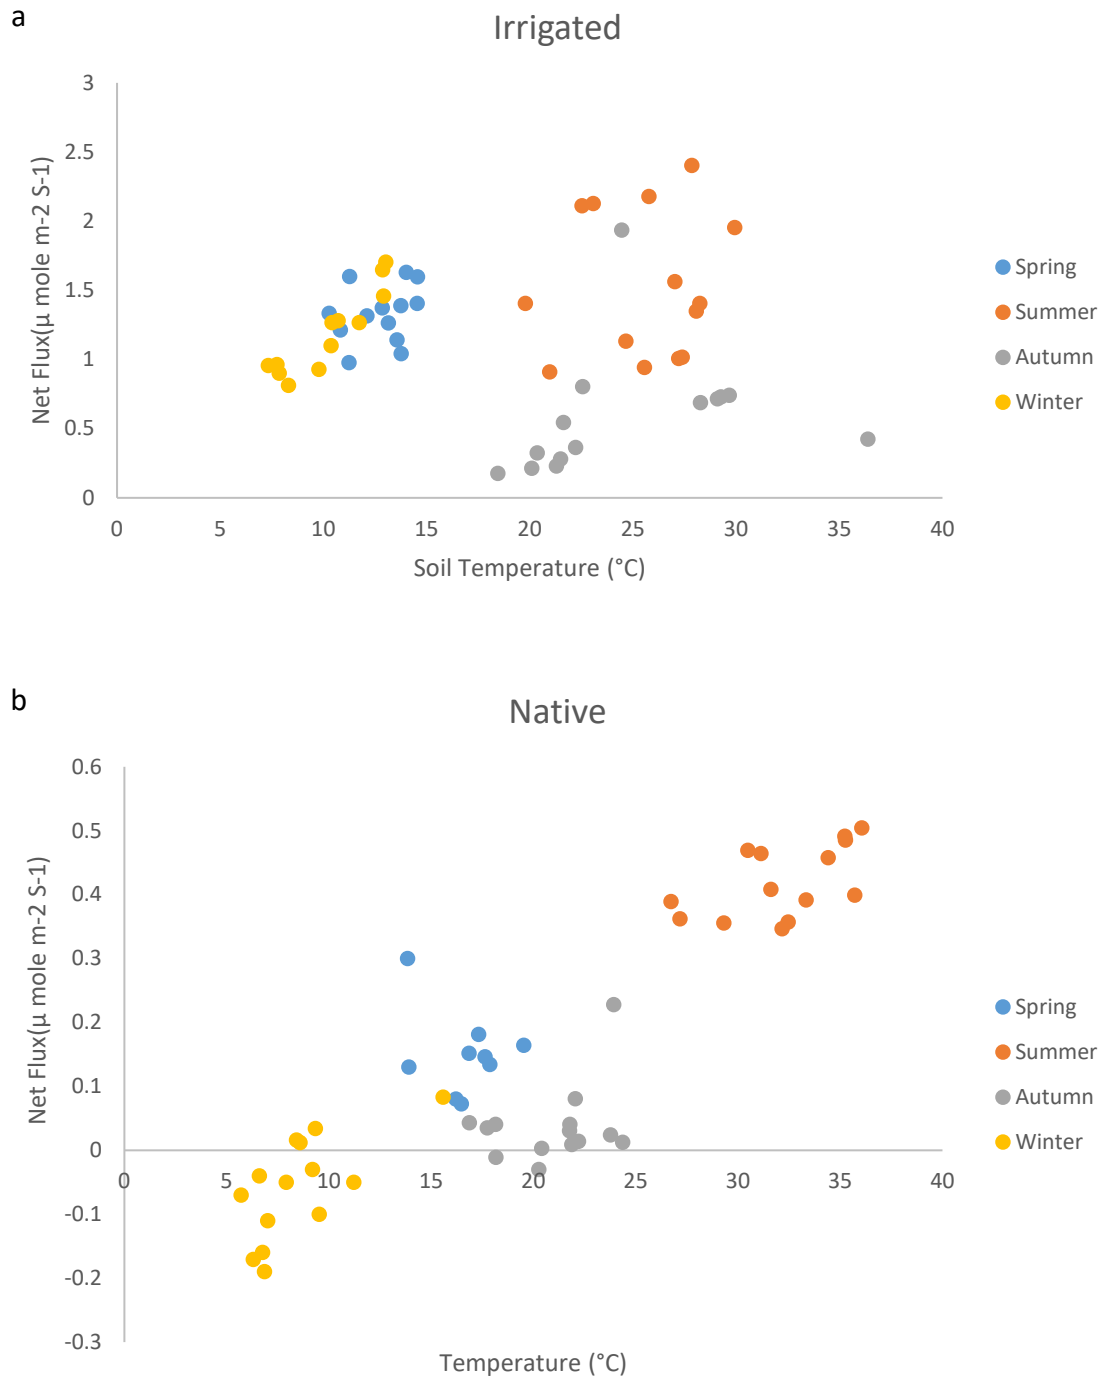 a
Irrigated
3
2.5
2
1.5
1
0.5
0
0 5 10 15 20 25 30 35 40
Net Flux(µ mole m-2 S-1)
Soil Temperature (°C)
Spring
Summer
Autumn
Winter
b
Native
0.6
0.5
0.4
0.3
0.2
0.1
0
-0.1
-0.2
-0.3
0 5 10 15 20 25 30 35 40
Net Flux(µ mole m-2 S-1)
Temperature (°C)
Spring
Summer
Autumn
Winter